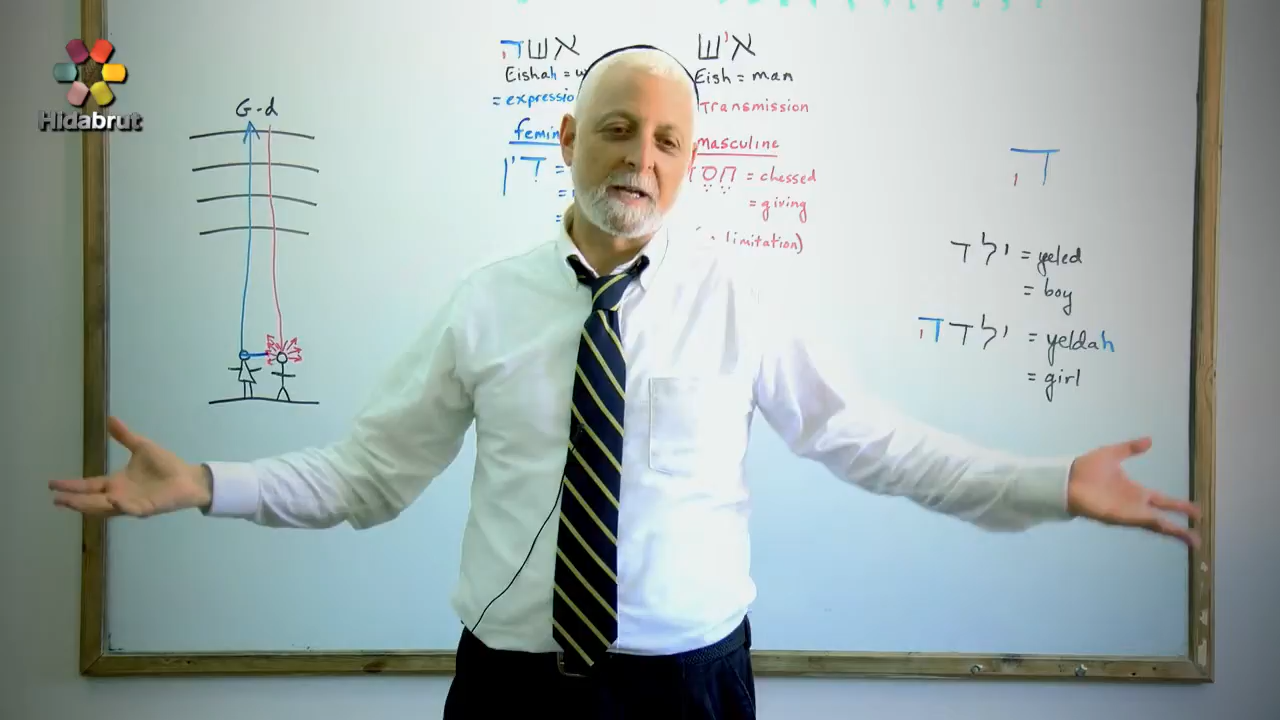 Hidabrut
G-d
אשה
Eishah =
= expressio
femin
דין =
=
=
איש
Eish = man
Transmission
masculine
= chessed
= giving
limitation)
ה
ילד = yeled
= boy
ילדה = yeldah
= girl